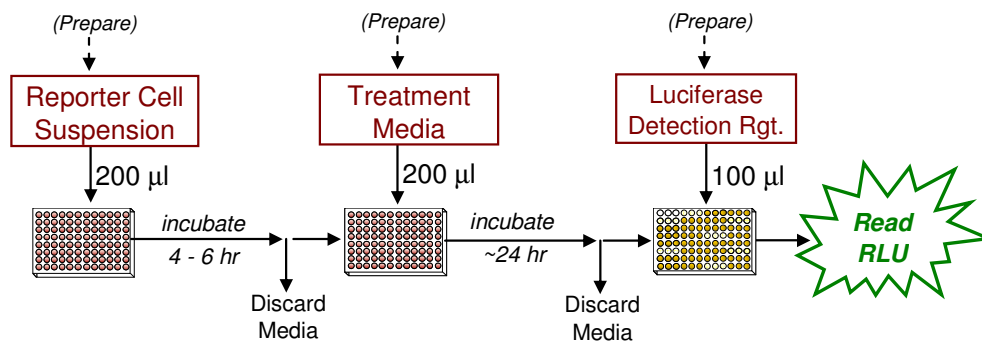 (Prepare)
(Prepare)
(Prepare)
Reporter Cell
Suspension
Treatment
Media
Luciferase
Detection Rgt.
200 µl
200 µl
100 µl
incubate
4 - 6 hr
incubate
~24 hr
Read
RLU
Discard
Media
Discard
Media